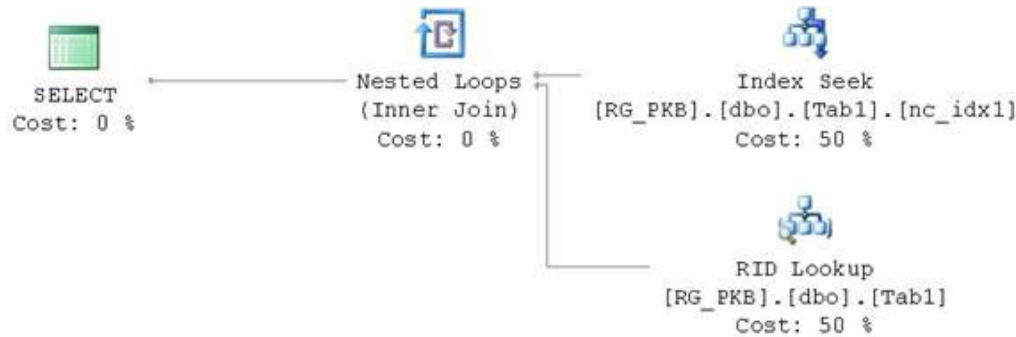 SELECT
Cost: 0 %
Nested Loops
(Inner Join)
Cost: 0 %
Index Seek
[RG_PKB].[dbo].[Tab1].[nc_idx1]
Cost: 50 %
RID Lookup
[RG_PKB].[dbo].[Tab1]
Cost: 50 %